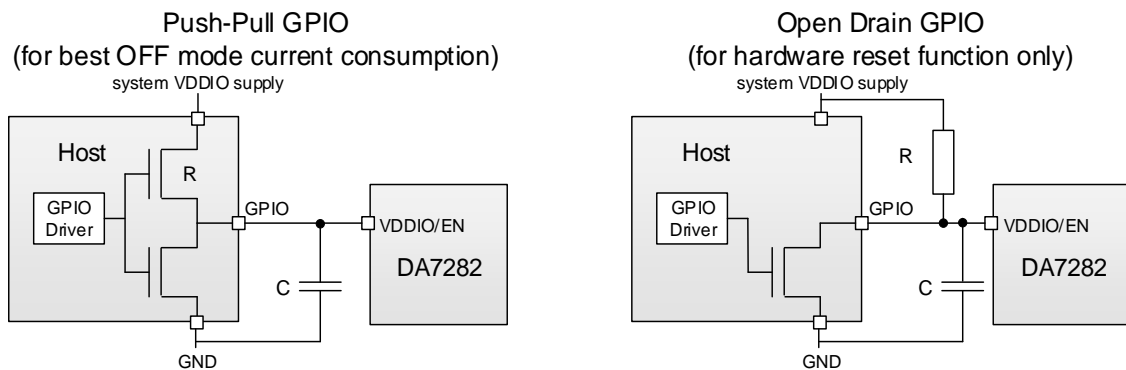 Push-Pull GPIO
(for best OFF mode current consumption)
system VDDIO supply
Host
R
GPIO
Driver
GPIO
VDDIO/EN
DA7282
C
GND
Open Drain GPIO
(for hardware reset function only)
system VDDIO supply
Host
R
GPIO
Driver
GPIO
VDDIO/EN
DA7282
C
GND